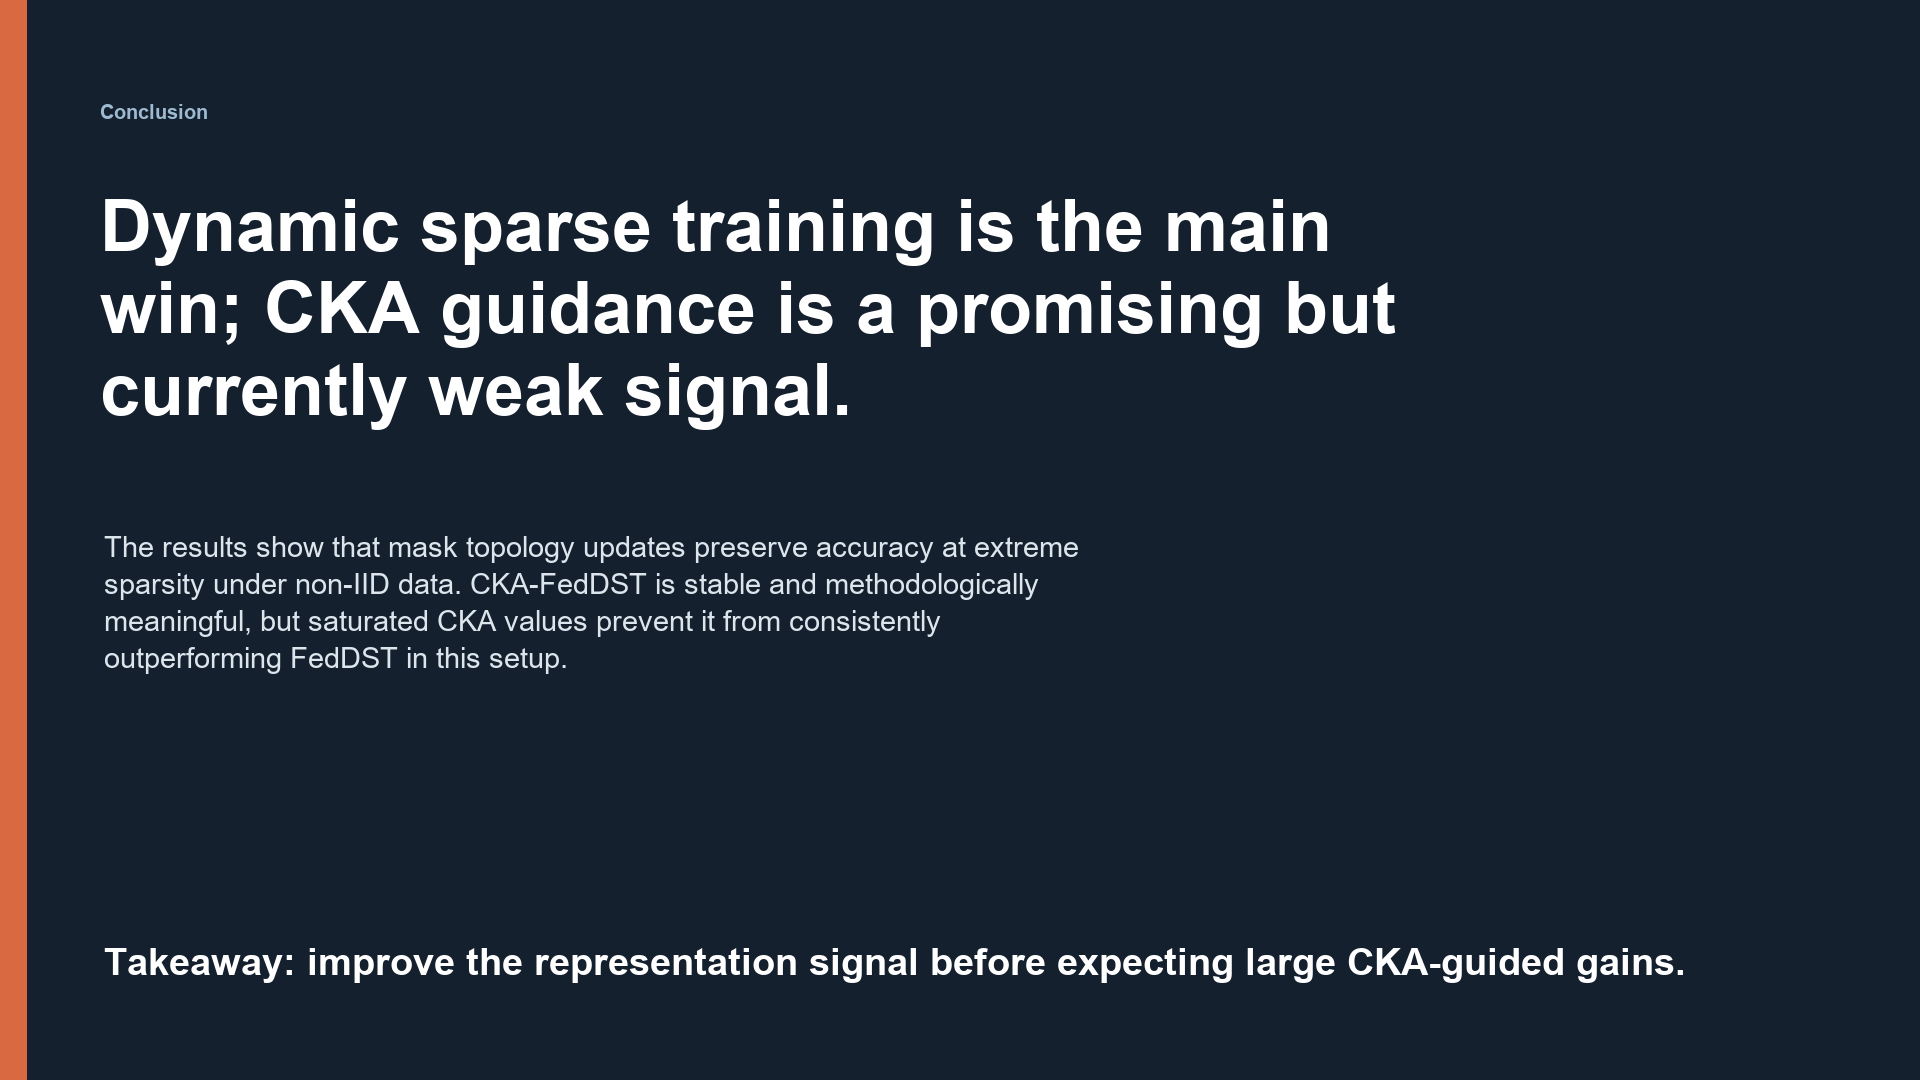 Conclusion
Dynamic sparse training is the main
win; CKA guidance is a promising but
currently weak signal.
The results show that mask topology updates preserve accuracy at extreme
sparsity under non-IID data. CKA-FedDST is stable and methodologically
meaningful, but saturated CKA values prevent it from consistently
outperforming FedDST in this setup.
Takeaway: improve the representation signal before expecting large CKA-guided gains.